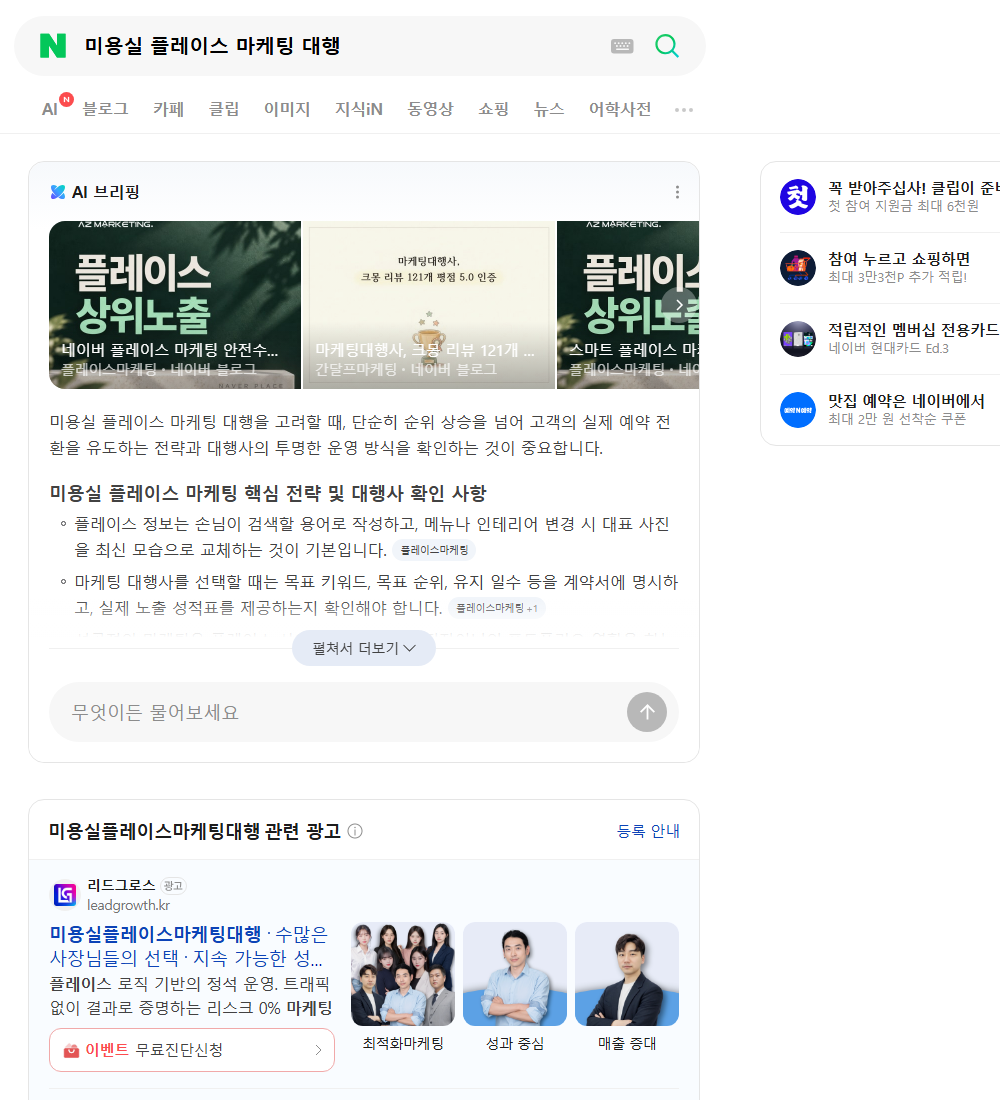 미용실 플레이스 마케팅 대행
AI N 블로그 카페 클립 이미지 지식iN 동영상 쇼핑 뉴스 어학사전
AI 브리핑
AZ MARKETING.
플레이스
상위노출
네이버 플레이스 마케팅 안전수...
플레이스마케팅 · 네이버 블로그
NAVER PLACE
마케팅대행사.
크몽 리뷰 121개 평점 5.0 인증
마케팅대행사, 크몽 리뷰 121개 ...
간달프마케팅 · 네이버 블로그
AZ MARKETING.
플레이스
상위노출
스마트 플레이스 마
플레이스마케팅 · 네이
미용실 플레이스 마케팅 대행을 고려할 때, 단순히 순위 상승을 넘어 고객의 실제 예약 전
환을 유도하는 전략과 대행사의 투명한 운영 방식을 확인하는 것이 중요합니다.
미용실 플레이스 마케팅 핵심 전략 및 대행사 확인 사항
플레이스 정보는 손님이 검색할 용어로 작성하고, 메뉴나 인테리어 변경 시 대표 사진
을 최신 모습으로 교체하는 것이 기본입니다. 플레이스마케팅
마케팅 대행사를 선택할 때는 목표 키워드, 목표 순위, 유지 일수 등을 계약서에 명시하
고, 실제 노출 성적표를 제공하는지 확인해야 합니다. 플레이스마케팅 +1
펼쳐서 더보기
무엇이든 물어보세요
미용실플레이스마케팅대행 관련 광고
등록 안내
리드그로스 광고
leadgrowth.kr
미용실플레이스마케팅대행 · 수많은
사장님들의 선택 · 지속 가능한 성...
플레이스 로직 기반의 정석 운영. 트래픽
없이 결과로 증명하는 리스크 0% 마케팅
이벤트 무료진단신청
최적화마케팅
성과 중심
매출 증대
첫
꼭 받아주십사! 클립이 준비
첫 참여 지원금 최대 6천원
참여 누르고 쇼핑하면
최대 3만3천P 추가 적립!
적립적인 멤버십 전용카드
네이버 현대카드 Ed.3
예약N예약
맛집 예약은 네이버에서
최대 2만 원 선착순 쿠폰